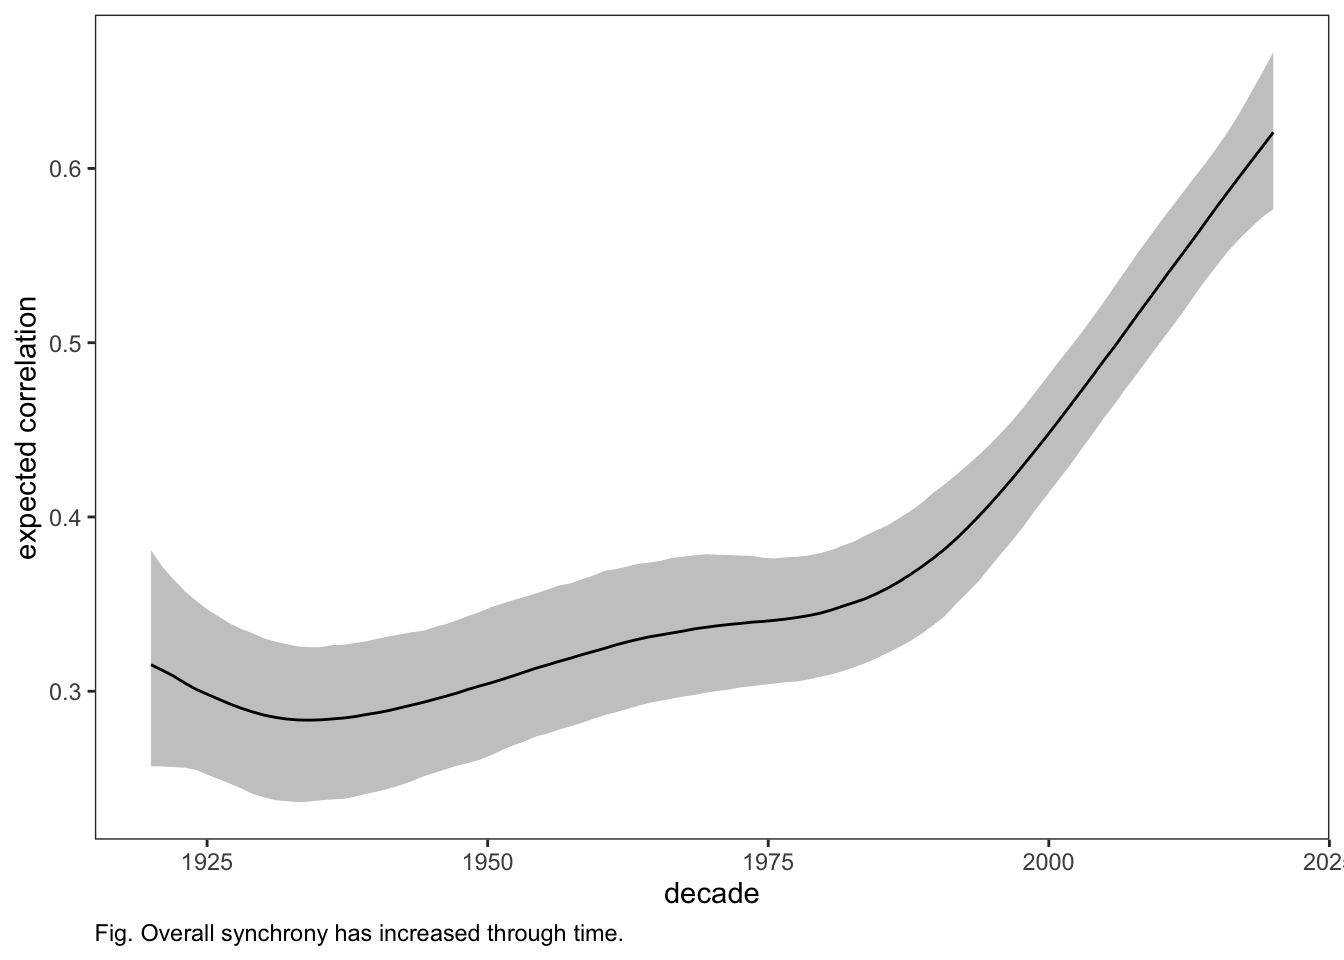 expected correlation
0.6
0.5
0.4
0.3
1925 1950 1975 2000 202
decade
Fig. Overall synchrony has increased through time.